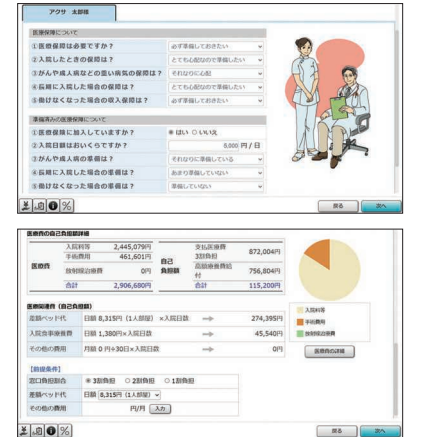 アクサ 太郎様
医療保障について
①医療保障は必要ですか？ 必ず準備しておきたい
②入院したときの保障は？ とても心配なので準備したい
③がんや成人病などの重い病気の保障は？ それなりに心配
④長期に入院した場合の保障は？ とても心配なので準備したい
⑤働けなくなった場合の収入保障は？ 必ず準備しておきたい
準備済みの医療保障について
①医療保険に加入していますか？ はい いいえ
②入院日額はおいくらですか？ 8,000 円 / 日
③がんや成人病の準備は？ それなりに準備している
④長期に入院した場合の準備は？ あまり準備していない
⑤働けなくなった場合の準備は？ 準備していない
戻る 次へ
医療費の自己負担額詳細
医療費
入院料等 2,445,079円
手術費用 461,601円
放射線治療費 0円
合計 2,906,680円
自己負担額
支払医療費3割負担 872,004円
高額療養費給付 756,804円
合計 115,200円
医療関連費（自己負担額）
差額ベッド代 日額 8,315円（1人部屋）×入院日数 ⇒ 274,395円
入院食事療養費 日額 1,380円×入院日数 ⇒ 45,540円
その他の費用 月額 0 円÷30日×入院日数 ⇒ 0円
入院料等
手術費用
放射線治療費
医療費の詳細
【前提条件】
窓口負担割合 3割負担 2割負担 1割負担
差額ベッド代 日額 8,315円（1人部屋）
その他の費用 円/月 入力
戻る 次へ